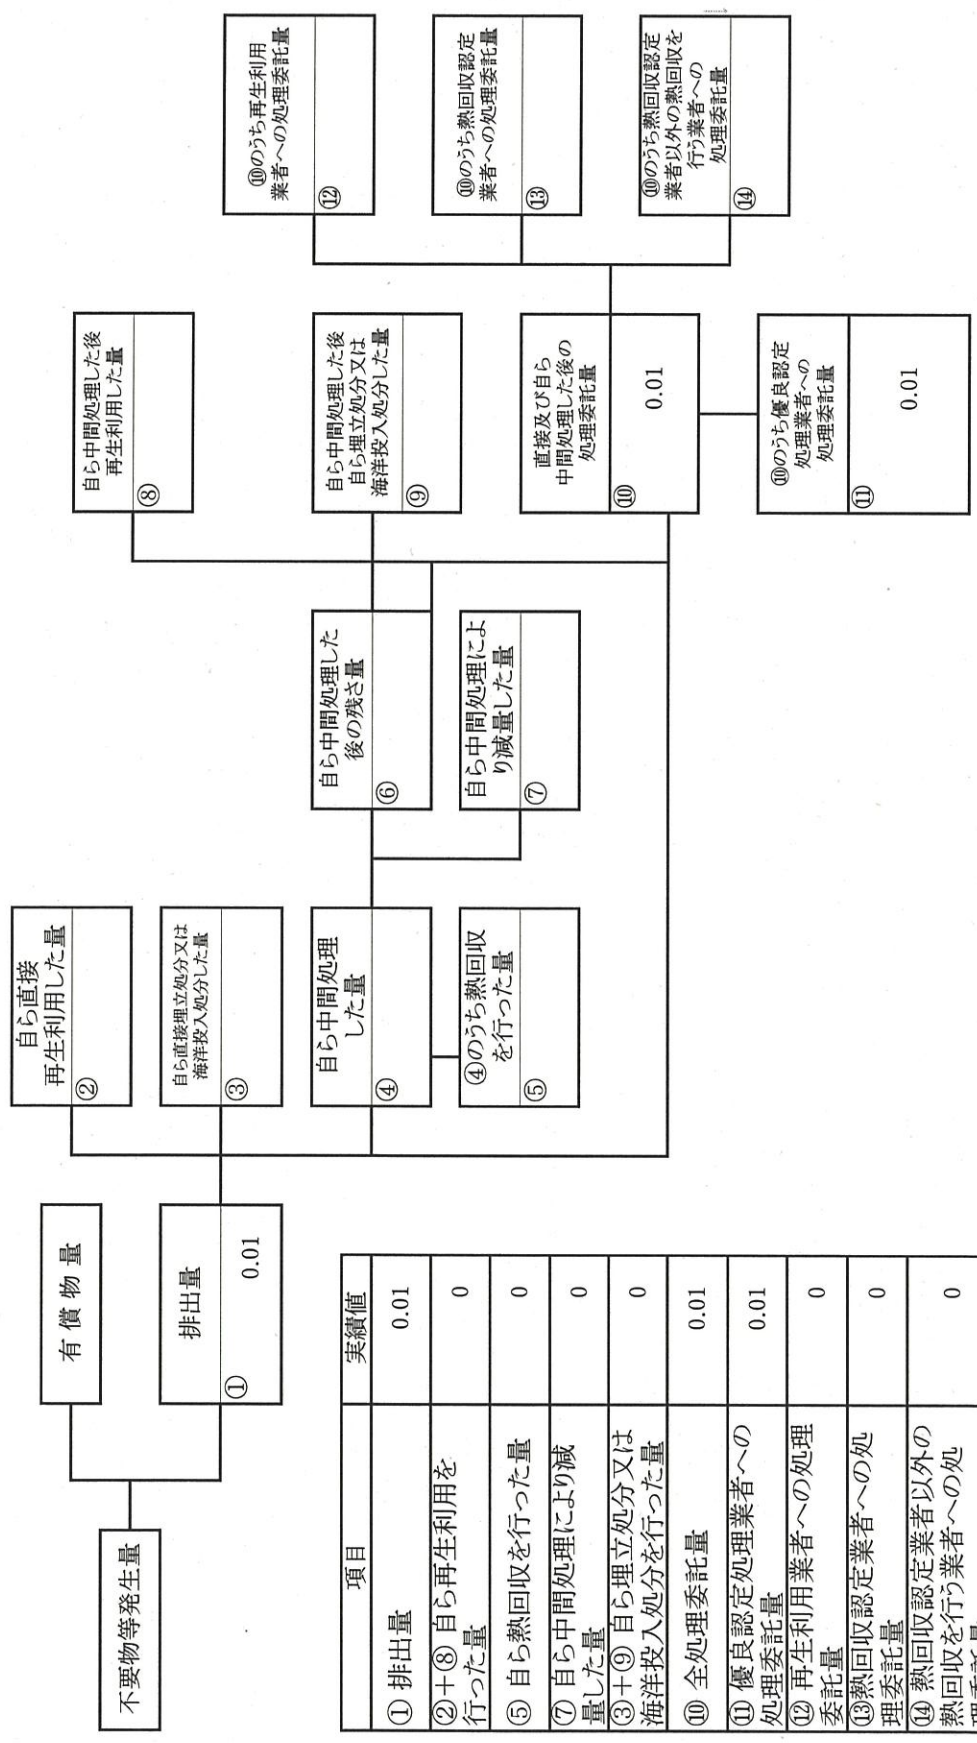 不要物等発生量
有 償 物 量
排出量
①
0.01
自ら直接
再生利用した量
②
自ら直接埋立処分又は
海洋投入処分した量
③
自ら中間処理
した量
④
④のうち熱回収
を行った量
⑤
自ら中間処理した
後の残さ量
⑥
自ら中間処理によ
り減量した量
⑦
自ら中間処理した後
再生利用した量
⑧
自ら中間処理した後
自ら埋立処分又は
海洋投入処分した量
⑨
直接及び自ら
中間処理した後の
処理委託量
⑩
0.01
⑩のうち優良認定
処理業者への
処理委託量
⑪
0.01
⑩のうち再生利用
業者への処理委託量
⑫
⑩のうち熱回収認定
業者への処理委託量
⑬
⑩のうち熱回収認定
業者以外の熱回収を
行う業者への
処理委託量
⑭
項目 実績値
① 排出量 0.01
②+⑧ 自ら再生利用を
行った量 0
⑤ 自ら熱回収を行った量 0
⑦ 自ら中間処理により減
量した量 0
③+⑨ 自ら埋立処分又は
海洋投入処分を行った量 0
⑩ 全処理委託量 0.01
⑪ 優良認定処理業者への
処理委託量 0.01
⑫ 再生利用業者への処理
委託量 0
⑬熱回収認定業者への処
理委託量 0
⑭ 熱回収認定業者以外の
熱回収を行う業者への処 0